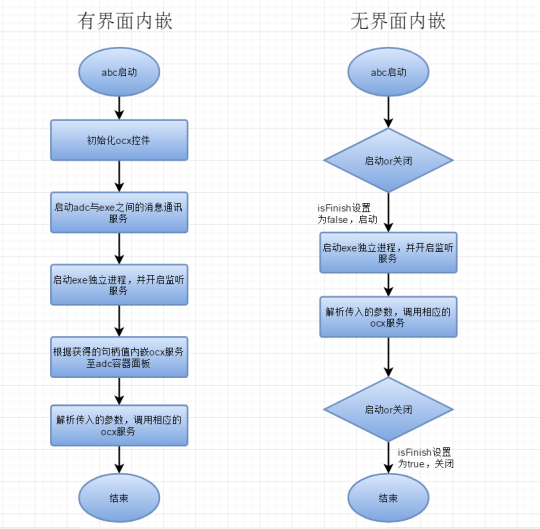 有界面内嵌
abc启动
初始化ocx控件
启动adc与exe之间的消息通讯
服务
启动exe独立进程，并开启监听
服务
根据获得的句柄值内嵌ocx服务
至adc容器面板
解析传入的参数，调用相应的
ocx服务
结束
无界面内嵌
abc启动
启动or关闭
isFinish设置
为false，启动
启动exe独立进程，并开启监听
服务
解析传入的参数，调用相应的
ocx服务
启动or关闭
isFinish设置
为true，关闭
结束